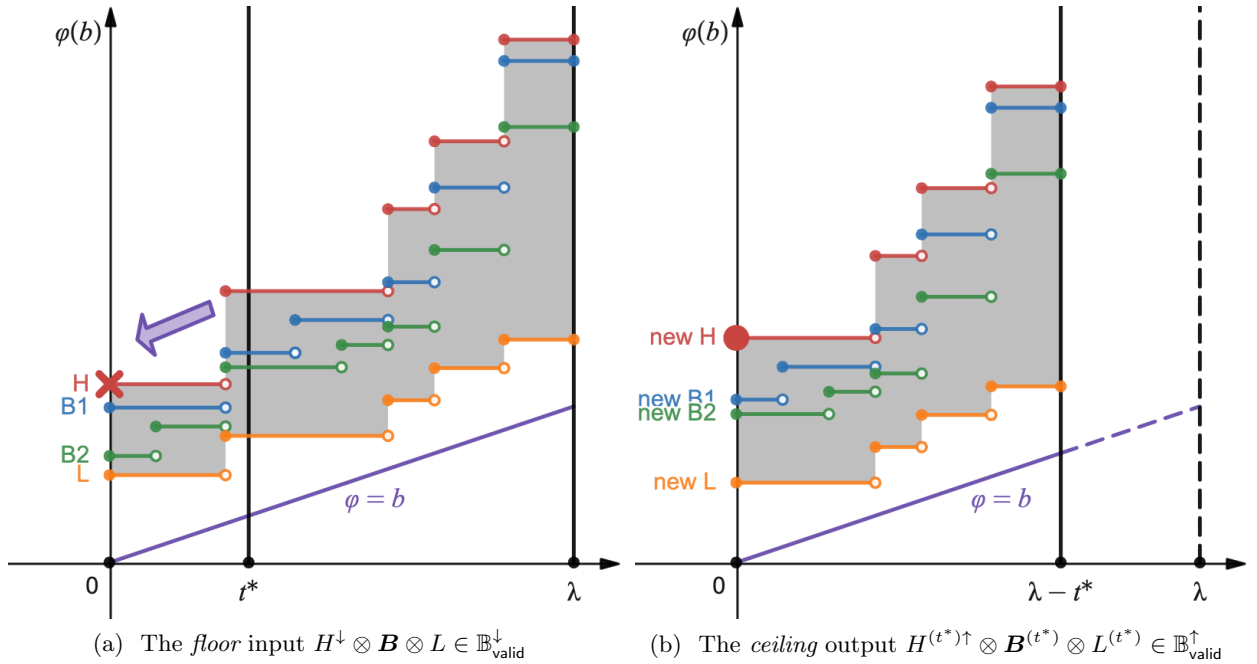 φ(b)
H
B1
B2
L
φ = b
0
t*
λ
(a) The floor input H↓ ⊗ B ⊗ L ∈ 𝔹↓valid
φ(b)
new H
new B1
new B2
new L
φ = b
0
λ − t*
λ
(b) The ceiling output H(t*)↑ ⊗ B(t*) ⊗ L(t*) ∈ 𝔹↑valid